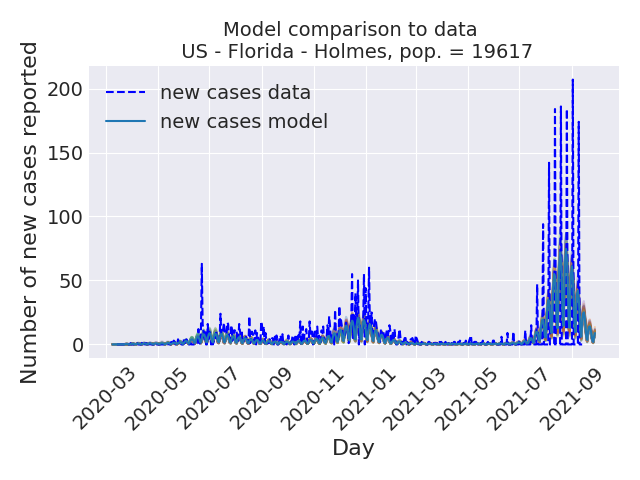 Model comparison to data
US - Florida - Holmes, pop. = 19617
Number of new cases reported
200
150
100
50
0
new cases data
new cases model
2020-03
2020-05
2020-07
2020-09
2020-11
2021-01
2021-03
2021-05
2021-07
2021-09
Day